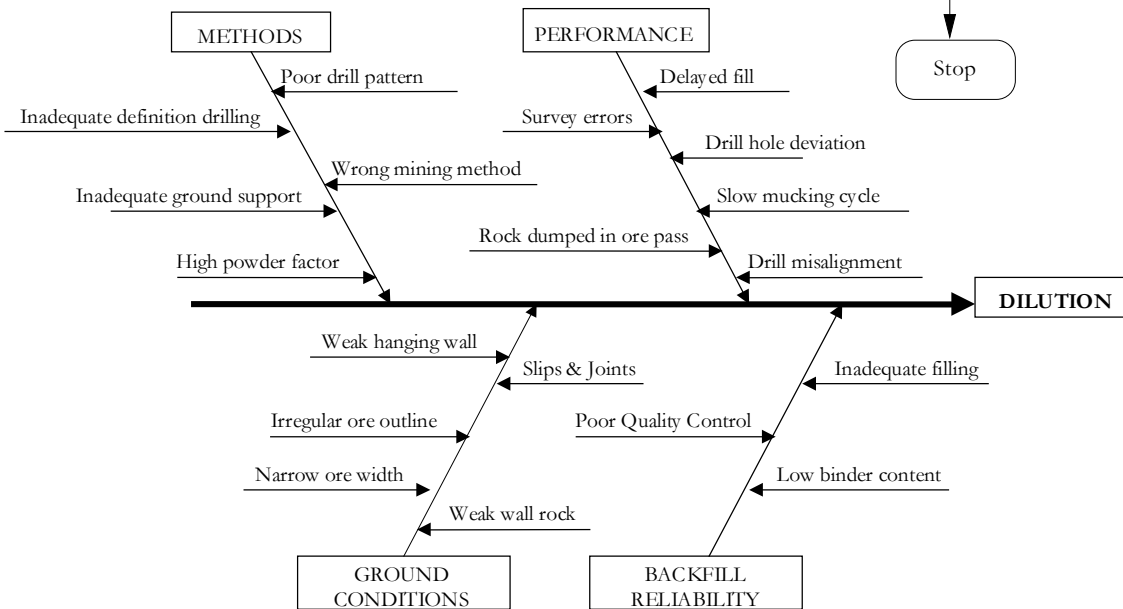 METHODS
PERFORMANCE
Stop
Poor drill pattern
Delayed fill
Inadequate definition drilling
Survey errors
Drill hole deviation
Wrong mining method
Inadequate ground support
Slow mucking cycle
Rock dumped in ore pass
High powder factor
Drill misalignment
DILUTION
Weak hanging wall
Slips & Joints
Inadequate filling
Irregular ore outline
Poor Quality Control
Narrow ore width
Low binder content
Weak wall rock
GROUND
CONDITIONS
BACKFILL
RELIABILITY